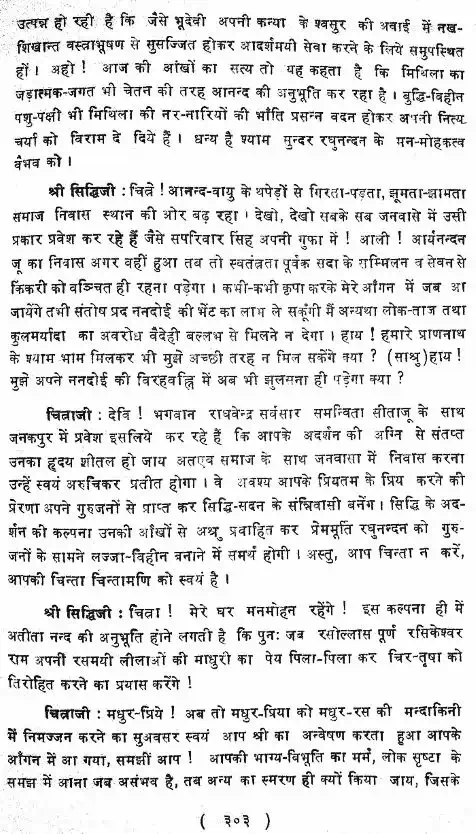 उत्पन्न हो रही है कि जैसे भूदेवी अपनी कन्या के श्वसुर की अवाई में नख-
शिखान्त वस्त्राभूषण से सुसज्जित होकर आदर्शमयी सेवा करने के लिये समुपस्थित
हों । अहो ! आज की आंखों का सत्य तो यह कहता है कि मिथिला का
जड़ात्मक-जगत भी चेतन की तरह आनन्द की अनुभूति कर रहा है । बुद्धि-विहीन
पशु-पक्षी भी मिथिला की नर-नारियों की भाँति प्रसन्न वदन होकर अपनी नित्य
चर्या को विराम दे दिये हैं । धन्य है श्याम सुन्दर रघुनन्दन के मन-मोहकत्व
वैभव को ।
श्री सिद्धिजी : चित्रे ! आनन्द-वायु के थपेड़ों से गिरता-पड़ता, झूमता-झामता
समाज निवास स्थान की ओर बढ़ रहा । देखो, देखो सबके सब जनवासे में उसी
प्रकार प्रवेश कर रहे हैं जैसे सपरिवार सिंह अपनी गुफा में ! आली ! आर्यनन्दन
जू का निवास अगर वहीं हुआ तब तो स्वतंत्रता पूर्वक सदा के सम्मिलन व सेवन से
किंकरी को वञ्चित ही रहना पड़ेगा । कभी-कभी कृपा करके मेरे आँगन में जब आ
जायेंगे तभी संतोष प्रद ननदोई की भेंट का लाभ ले सकूंगी मैं अन्यथा लोक-लाज तथा
कुलमर्यादा का अवरोध वैदेही बल्लभ से मिलने न देगा । हाय ! हमारे प्राणनाथ
के श्याम भाम मिलकर भी मुझे अच्छी तरह न मिल सकेंगे क्या ? (साश्रु) हाय !
मुझे अपने ननदोई की विरहवह्नि में अब भी झुलसना ही पड़ेगा क्या ?
चित्राजी : देवि ! भगवान राघवेन्द्र सर्वसार समन्विता सीताजू के साथ
जनकपुर में प्रवेश इसलिये कर रहे हैं कि आपके अदर्शन की अग्नि से संतप्त
उनका हृदय शीतल हो जाय अतएव समाज के साथ जनवासा में निवास करना
उन्हें स्वयं अरुचिकर प्रतीत होगा । वे अवश्य आपके प्रियतम के प्रिय करने की
प्रेरणा अपने गुरुजनों से प्राप्त कर सिद्धि-सदन के संन्निवासी बनेंग । सिद्धि के अद-
र्शन की कल्पना उनकी आँखों से अश्रु प्रवाहित कर प्रेममूर्ति रघुनन्दन को गुरु-
जनों के सामने लज्जा-विहीन बनाने में समर्थ होगी । अस्तु, आप चिन्ता न करें,
आपकी चिन्ता चिन्तामणि को स्वयं है ।
श्री सिद्धिजी : चित्रा ! मेरे घर मनमोहन रहेंगे ! इस कल्पना ही में
अतीता नन्द की अनुभूति होने लगती है कि पुनः जब रसोल्लास पूर्ण रसिकेश्वर
राम अपनी रसमयी लीलाओं की माधुरी का पेय पिला-पिला कर चिर-तृषा को
तिरोहित करने का प्रयास करेंगे !
चित्राजी : मधुर-प्रिये ! अब तो मधुर-प्रिया को मधुर-रस की मन्दाकिनी
में निमज्जन करने का सुअवसर स्वयं आप श्री का अन्वेषण करता हुआ आपके
आँगन में आ गया, समझीं आप ! आपकी भाग्य-विभूति का मर्म, लोक सृष्टा के
समझ में आना जब असंभव है, तब अन्य का स्मरण ही क्यों किया जाय, जिसके
( ३०३ )